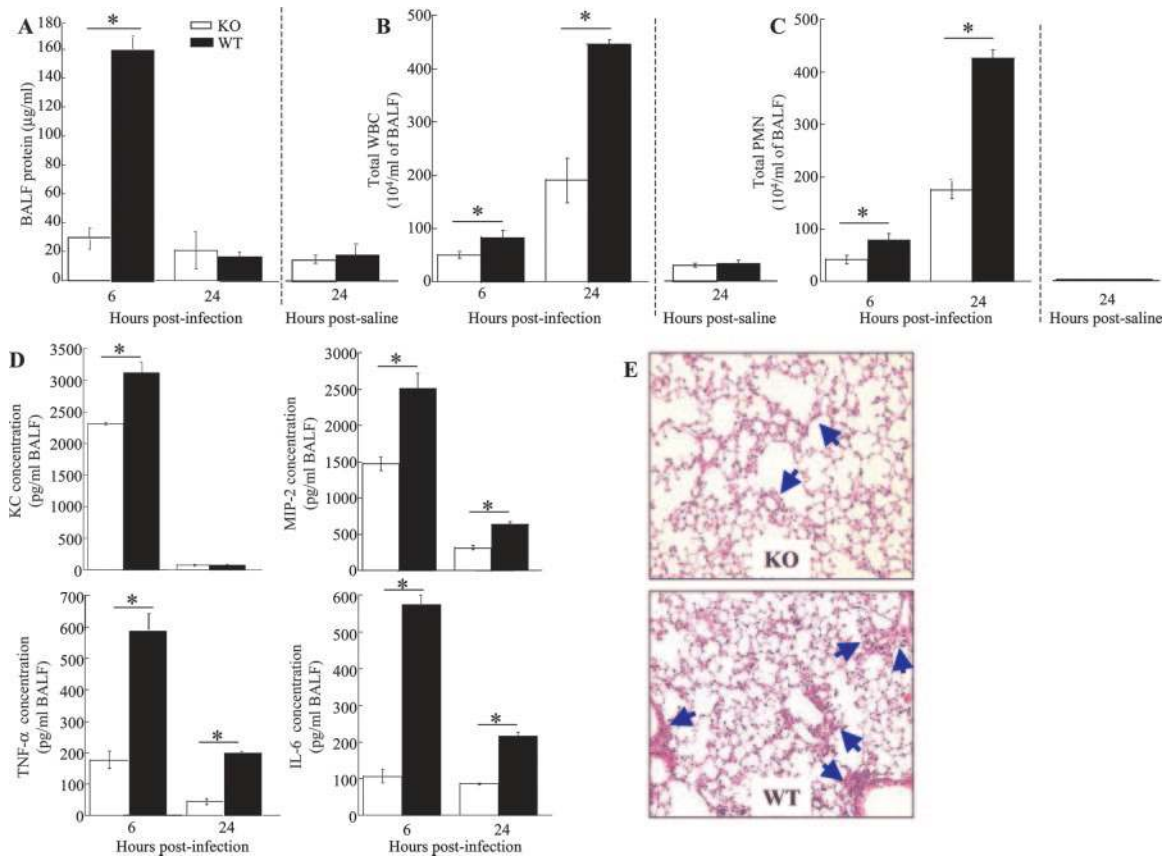 A
BALF protein (µg/ml)
180
160
140
120
100
80
60
40
20
0
*
KO
WT
6
24
24
Hours post-infection
Hours post-saline
B
Total WBC
(10⁴/ml of BALF)
500
400
300
200
100
0
*
*
6
24
24
Hours post-infection
Hours post-saline
C
Total PMN
(10⁴/ml of BALF)
500
400
300
200
100
0
*
*
6
24
24
Hours post-infection
Hours post-saline
D
KC concentration
(pg/ml BALF)
3500
3000
2500
2000
1500
1000
500
0
*
MIP-2 concentration
(pg/ml BALF)
3000
2500
2000
1500
1000
500
0
*
*
TNF-α concentration
(pg/ml BALF)
700
600
500
400
300
200
100
0
*
*
6
24
Hours post-infection
IL-6 concentration
(pg/ml BALF)
600
500
400
300
200
100
0
*
*
6
24
Hours post-infection
E
KO
WT